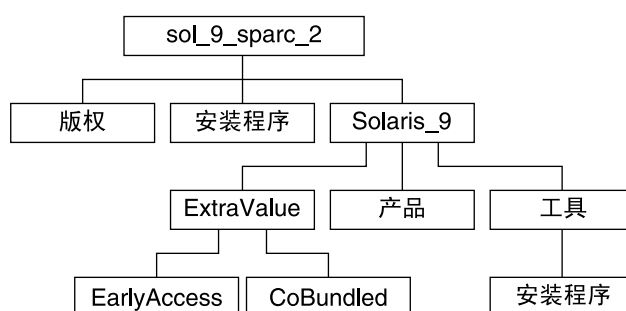 sol_9_sparc_2
版权
安装程序
Solaris_9
ExtraValue
产品
工具
EarlyAccess
CoBundled
安装程序